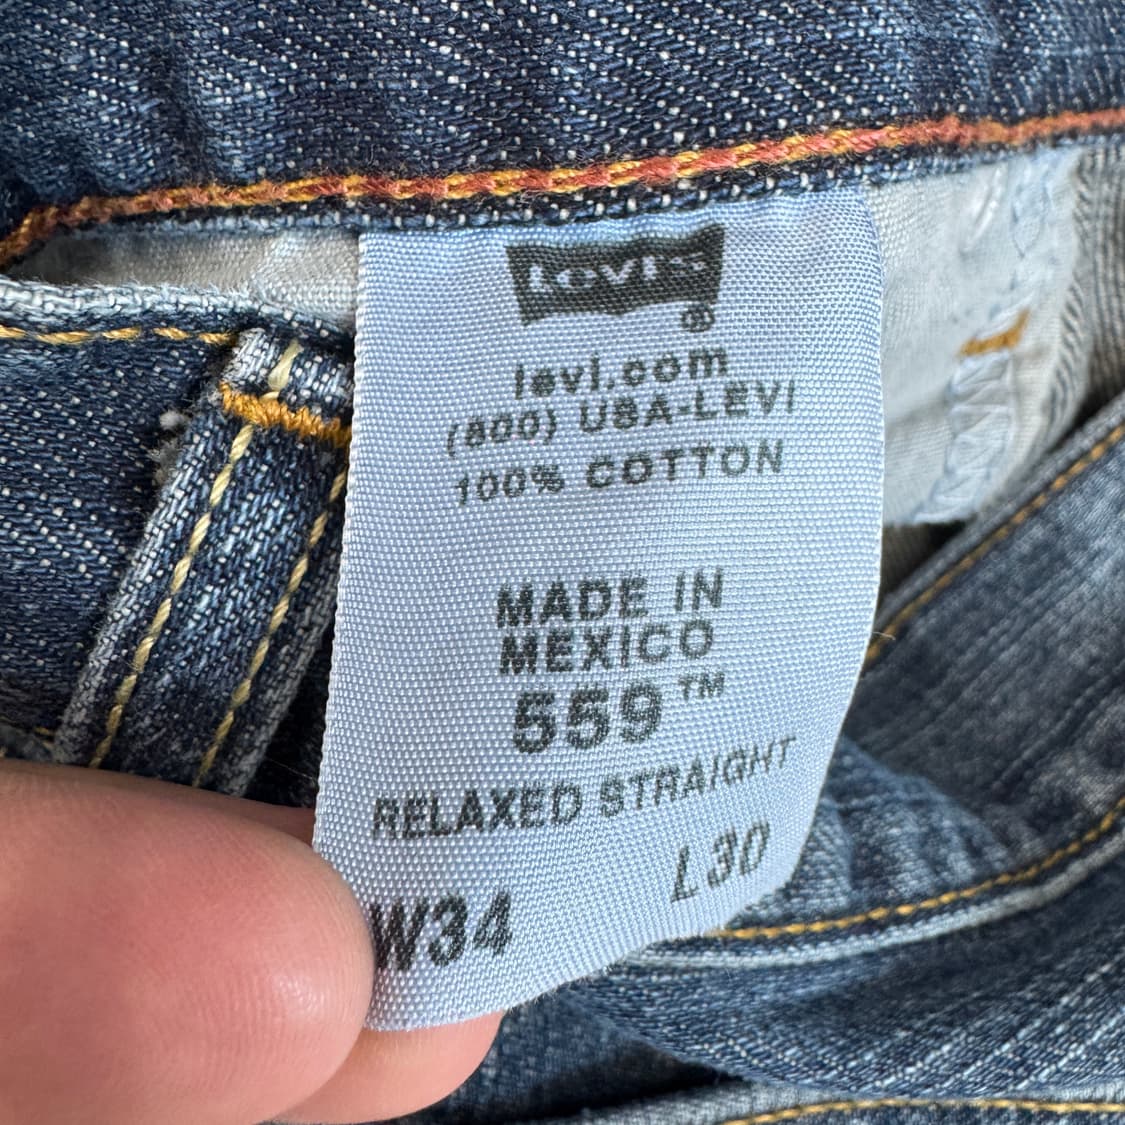 Levi's
®
levi.com
(800) USA-LEVI
100% COTTON
MADE IN
MEXICO
559™
RELAXED STRAIGHT
W34 L30